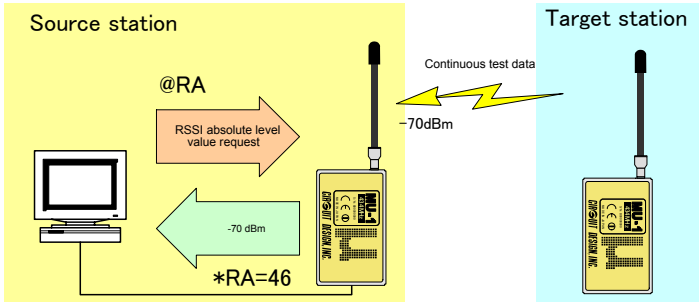 Source station
Target station
@RA
Continuous test data
RSSI absolute level
value request
-70dBm
-70 dBm
*RA=46
MU-1
CIRCUIT DESIGN, INC.
MU-1
CIRCUIT DESIGN, INC.